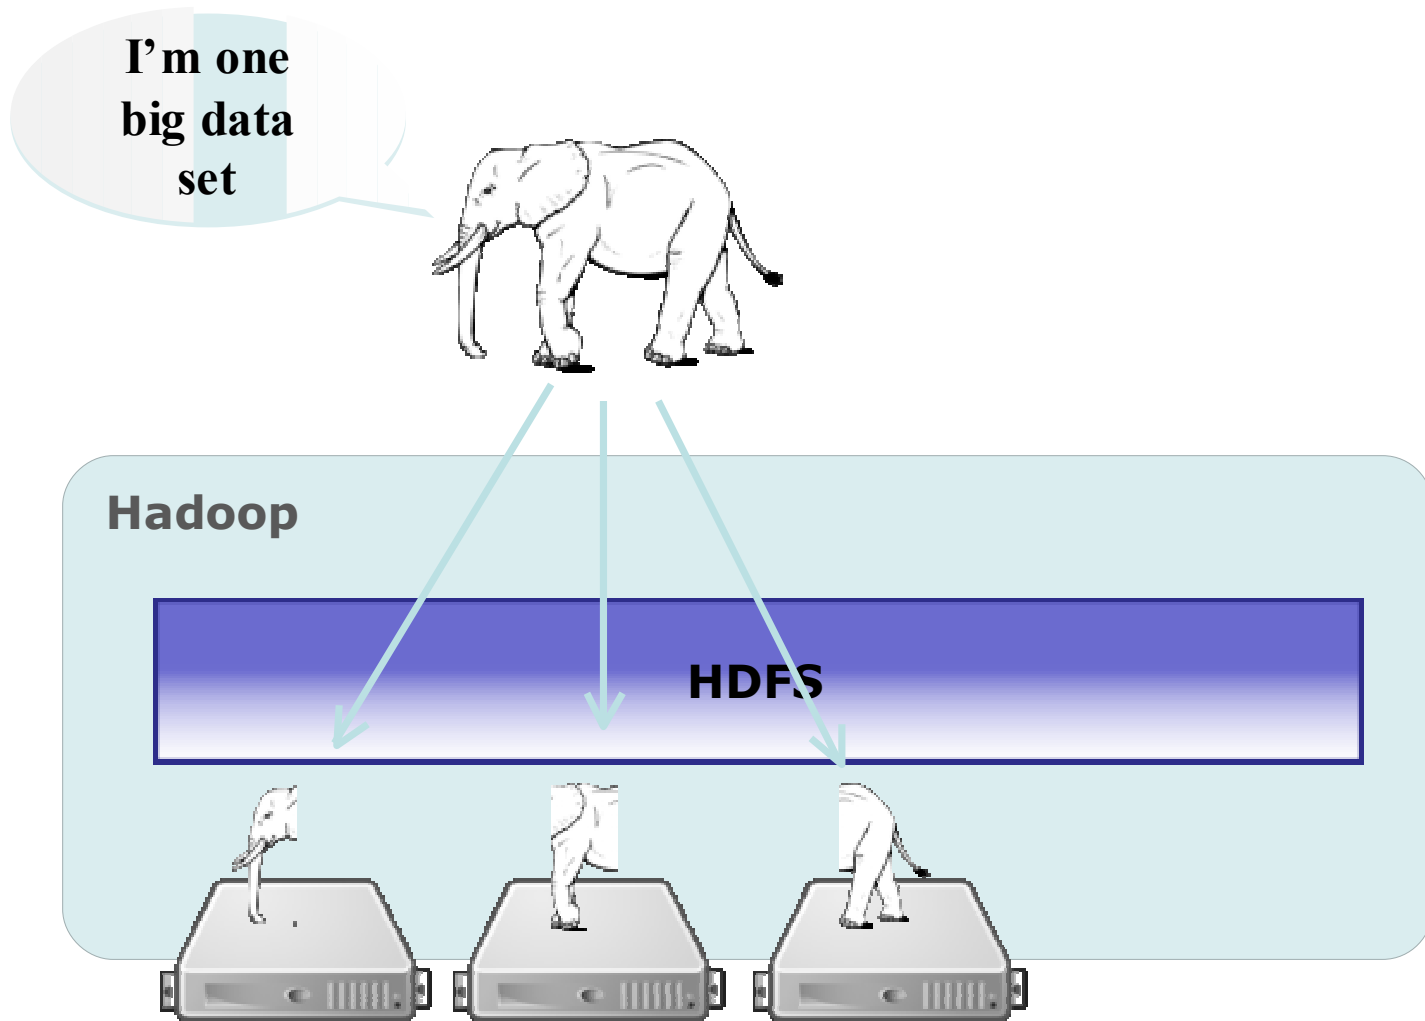 I’m one
big data
set
Hadoop
HDFS